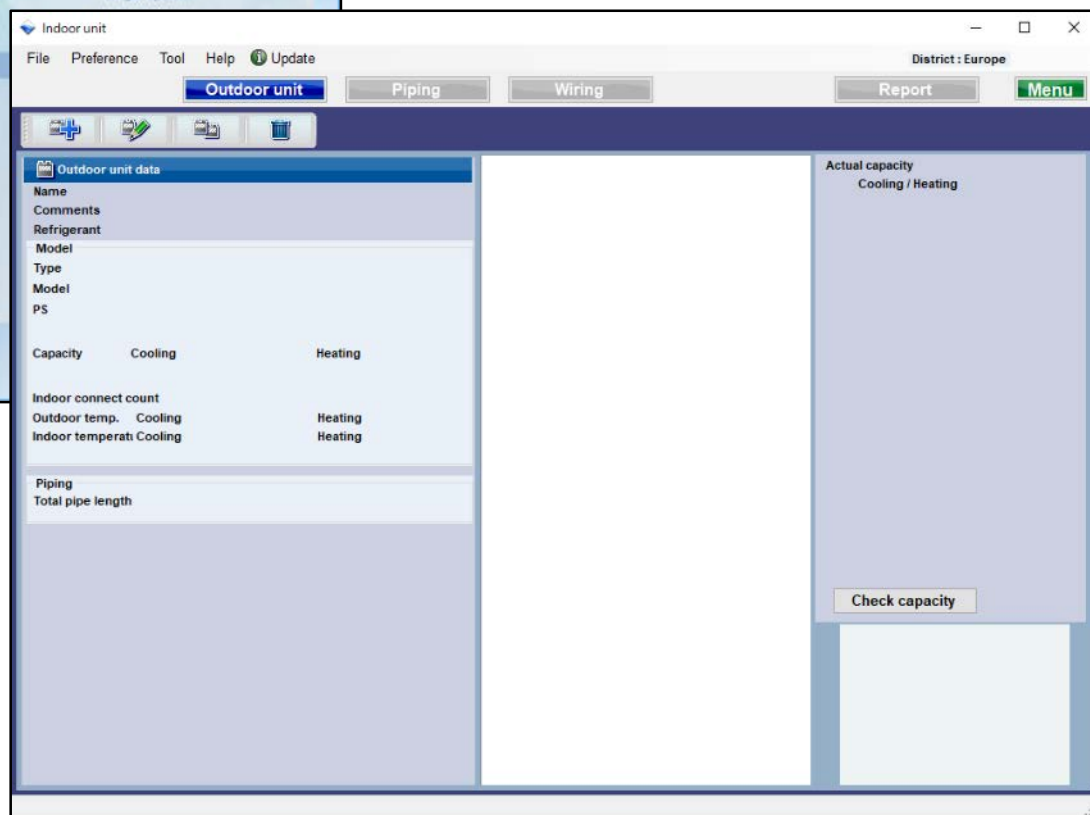 Indoor unit
File Preference Tool Help Update District : Europe
Outdoor unit Piping Wiring Report Menu
Outdoor unit data
Name
Comments
Refrigerant
Model
Type
Model
PS
Capacity Cooling Heating
Indoor connect count
Outdoor temp. Cooling Heating
Indoor temperatu Cooling Heating
Piping
Total pipe length
Actual capacity
Cooling / Heating
Check capacity